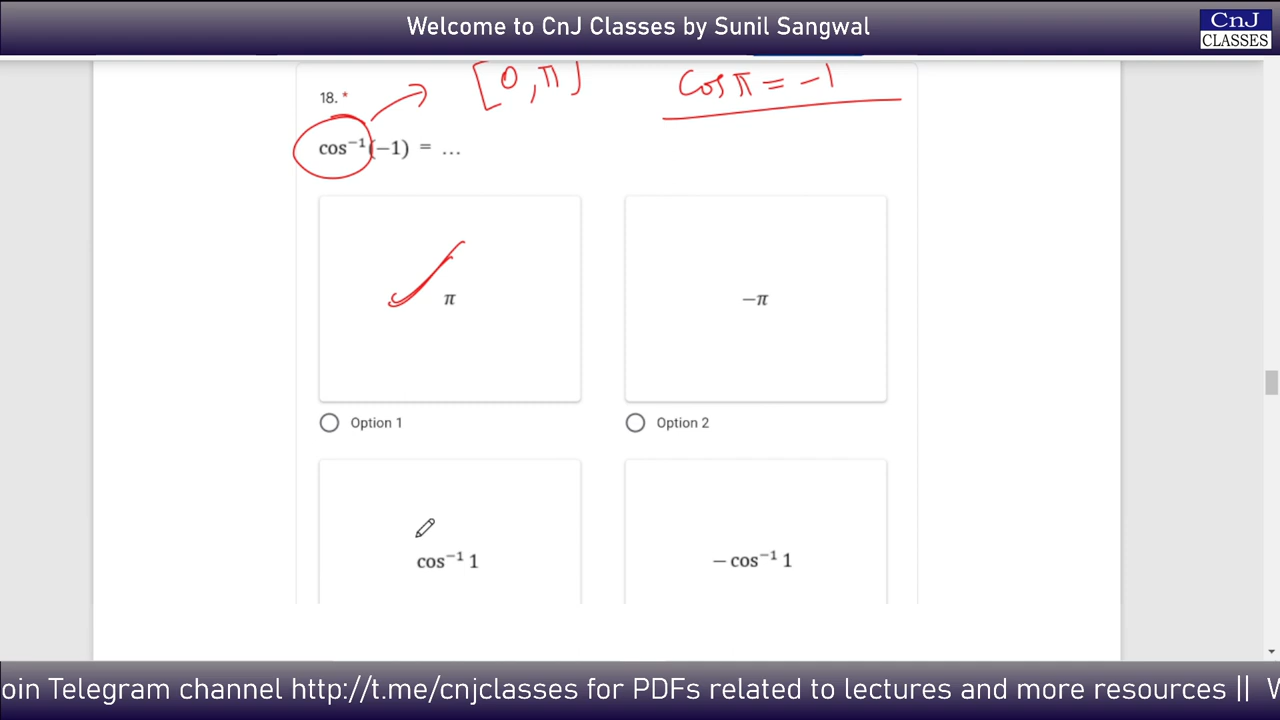 Welcome to CnJ Classes by Sunil Sangwal
CnJ
CLASSES
[0, π]
cos π = -1
18. *
cos⁻¹(−1) = ...
π
−π
Option 1
Option 2
cos⁻¹ 1
− cos⁻¹ 1
oin Telegram channel http://t.me/cnjclasses for PDFs related to lectures and more resources || W